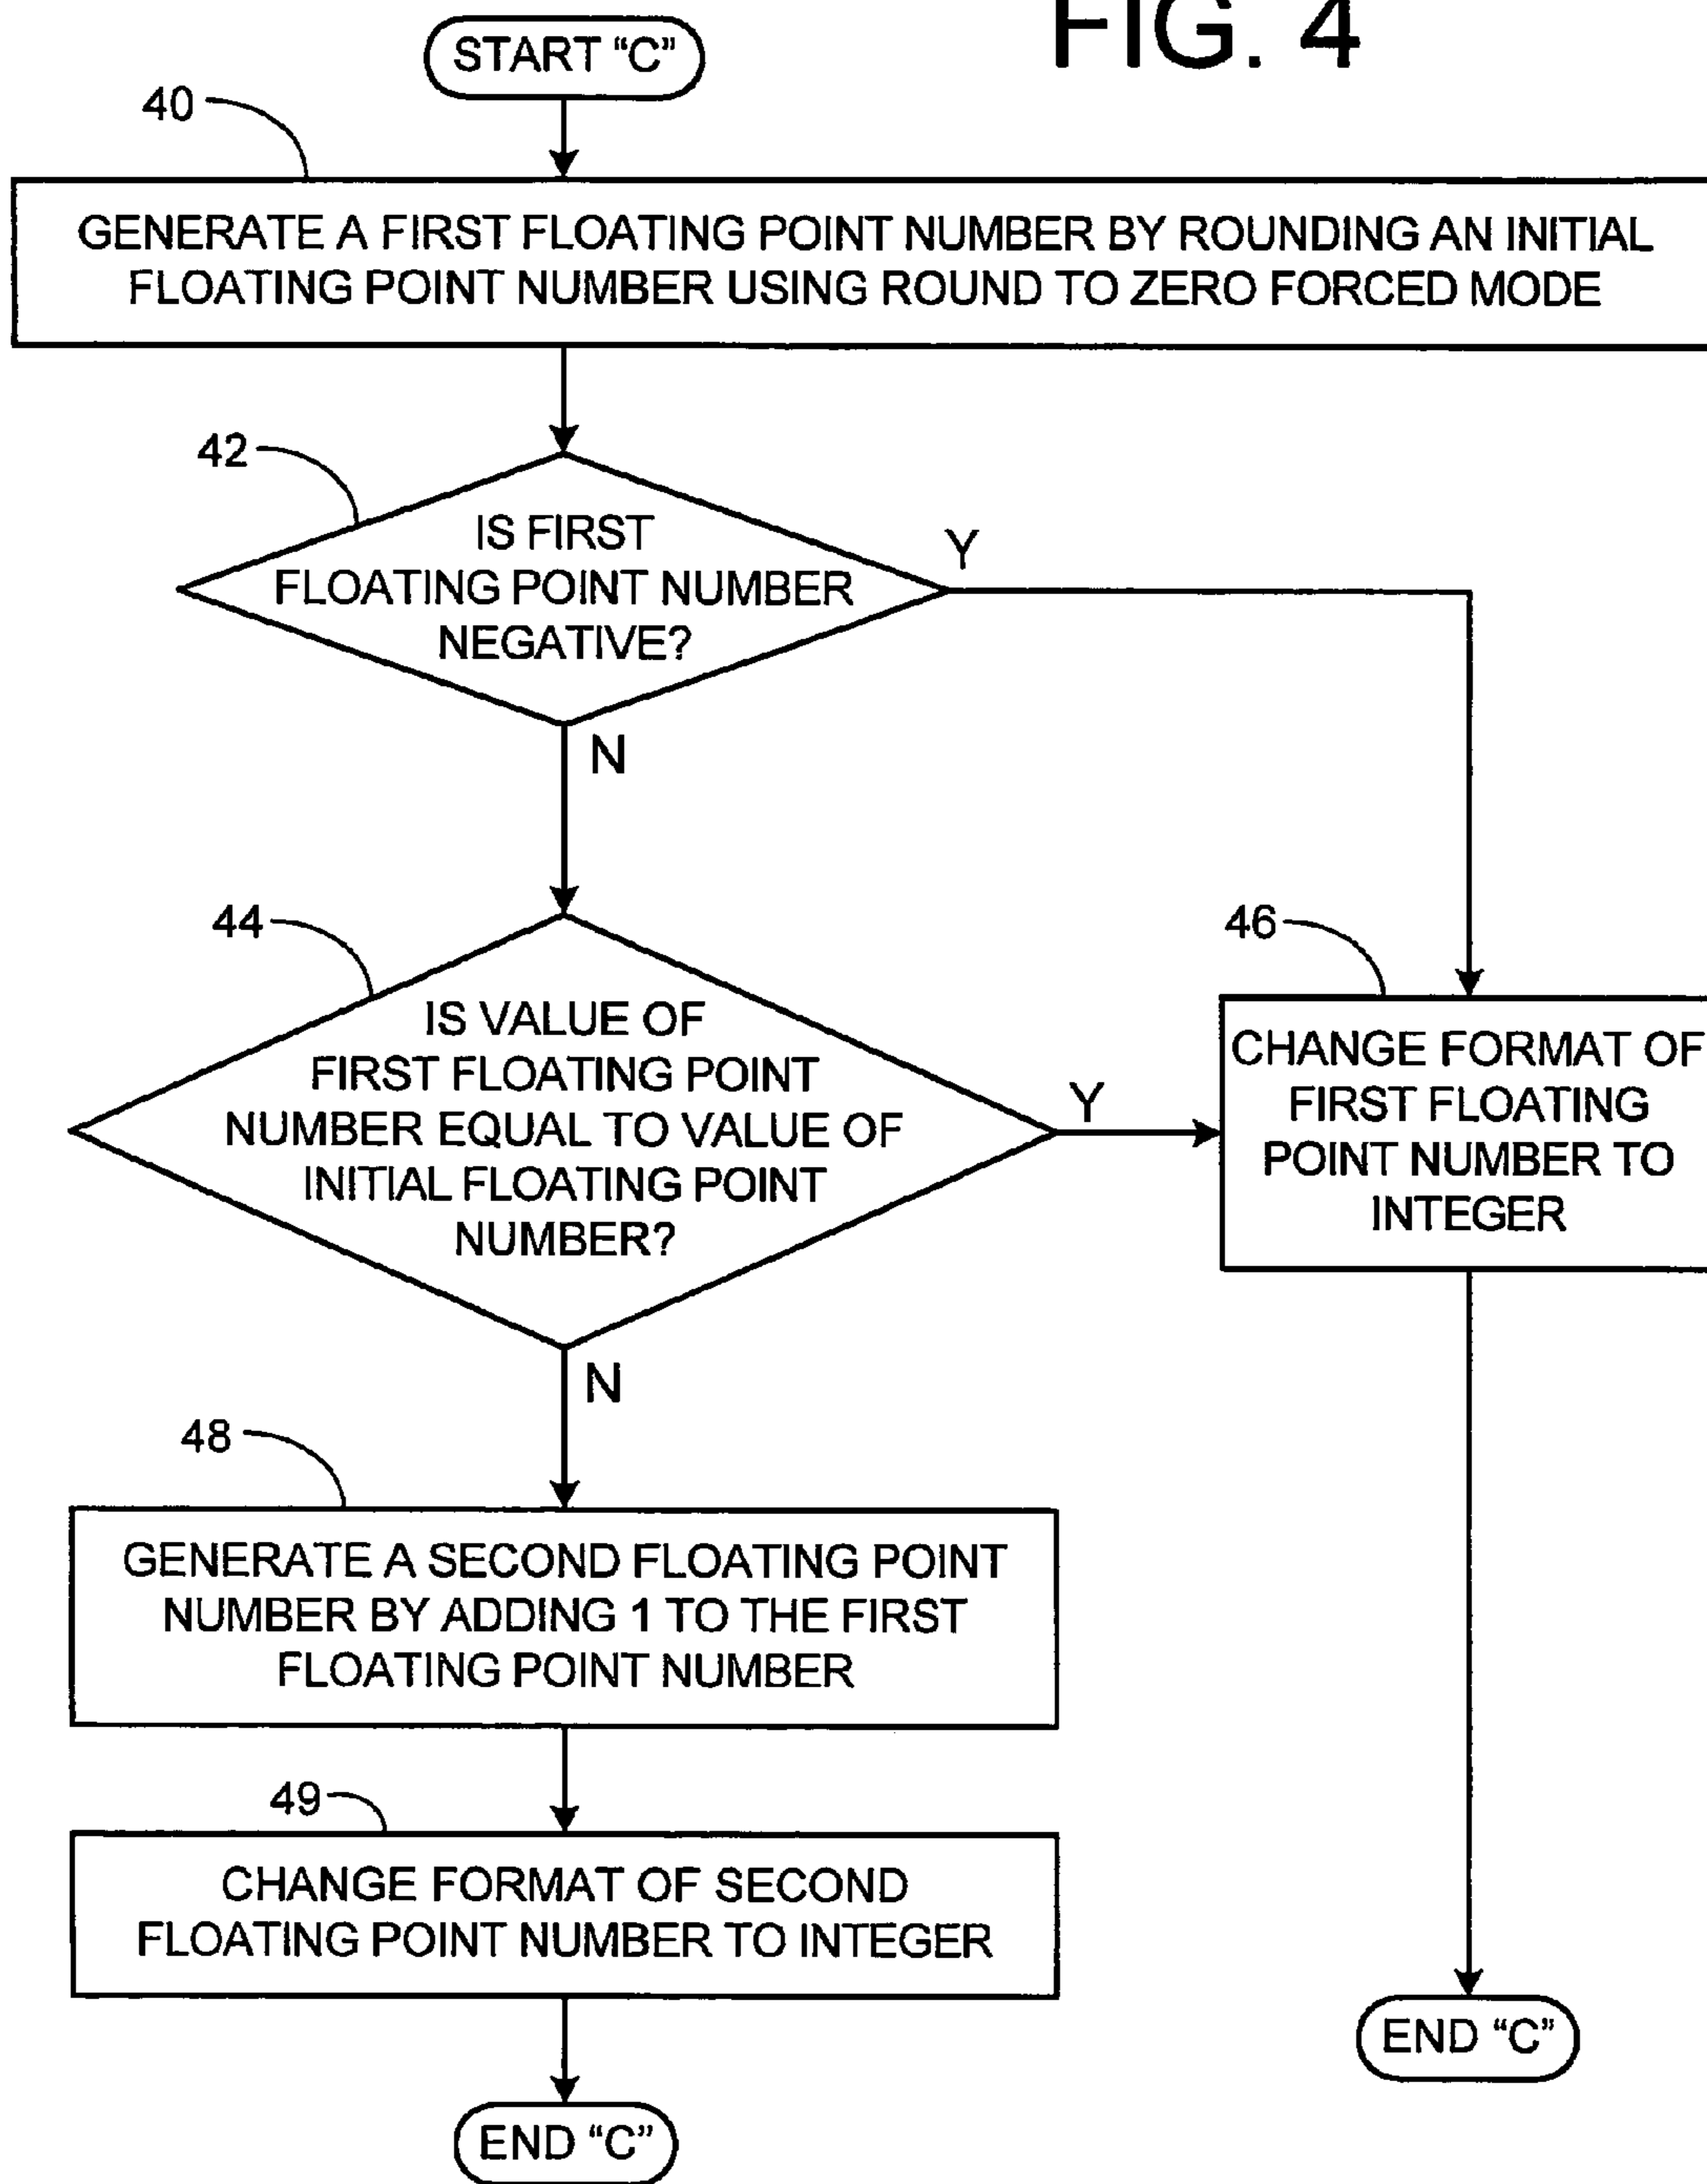 FIG. 4
START “C”
40
GENERATE A FIRST FLOATING POINT NUMBER BY ROUNDING AN INITIAL
FLOATING POINT NUMBER USING ROUND TO ZERO FORCED MODE
42
IS FIRST
FLOATING POINT NUMBER
NEGATIVE?
Y
N
44
IS VALUE OF
FIRST FLOATING POINT
NUMBER EQUAL TO VALUE OF
INITIAL FLOATING POINT
NUMBER?
Y
N
46
CHANGE FORMAT OF
FIRST FLOATING
POINT NUMBER TO
INTEGER
48
GENERATE A SECOND FLOATING POINT
NUMBER BY ADDING 1 TO THE FIRST
FLOATING POINT NUMBER
49
CHANGE FORMAT OF SECOND
FLOATING POINT NUMBER TO INTEGER
END “C”
END “C”